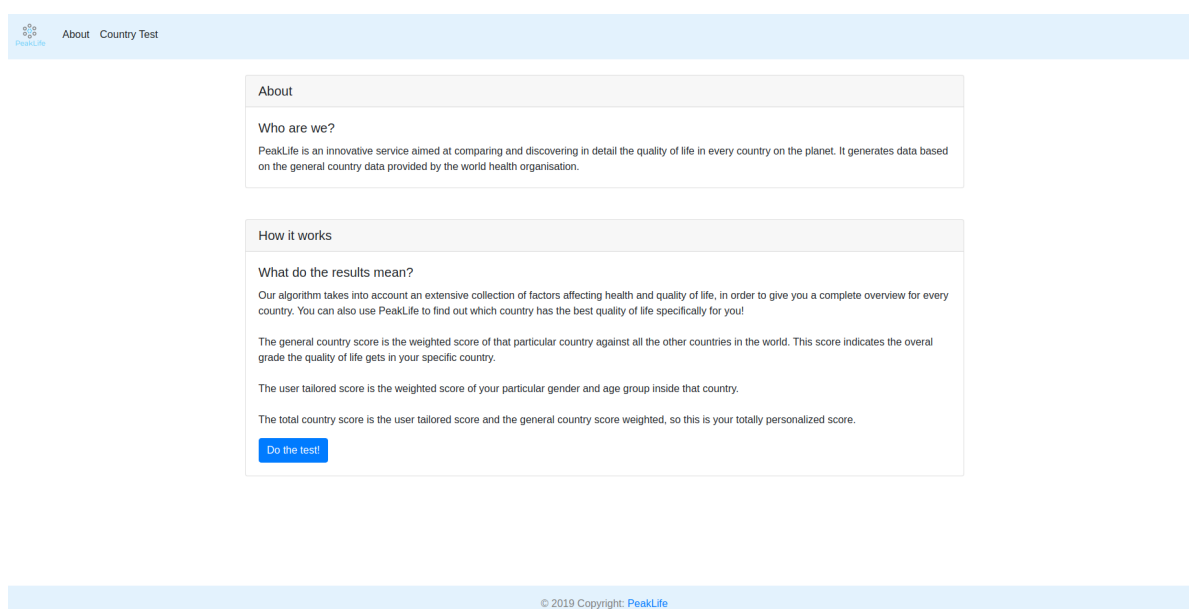 PeakLife
About Country Test
About
Who are we?
PeakLife is an innovative service aimed at comparing and discovering in detail the quality of life in every country on the planet. It generates data based
on the general country data provided by the world health organisation.
How it works
What do the results mean?
Our algorithm takes into account an extensive collection of factors affecting health and quality of life, in order to give you a complete overview for every
country. You can also use PeakLife to find out which country has the best quality of life specifically for you!
The general country score is the weighted score of that particular country against all the other countries in the world. This score indicates the overal
grade the quality of life gets in your specific country.
The user tailored score is the weighted score of your particular gender and age group inside that country.
The total country score is the user tailored score and the general country score weighted, so this is your totally personalized score.
Do the test!
© 2019 Copyright: PeakLife